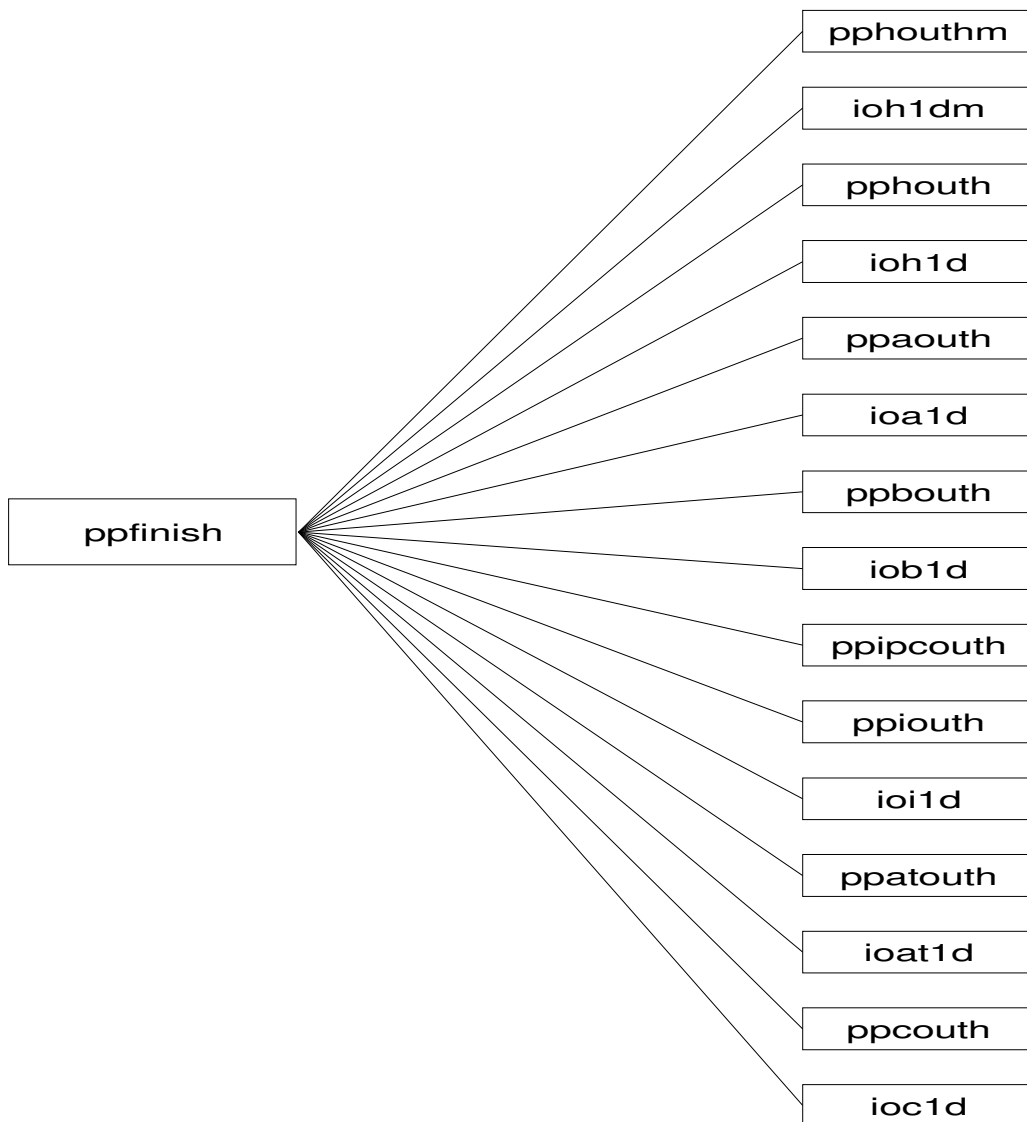 pphouthm
ioh1dm
pphouth
ioh1d
ppaouth
ioa1d
ppbouth
ppfinish
iob1d
ppipcouth
ppiouth
ioi1d
ppatouth
ioat1d
ppcouth
ioc1d